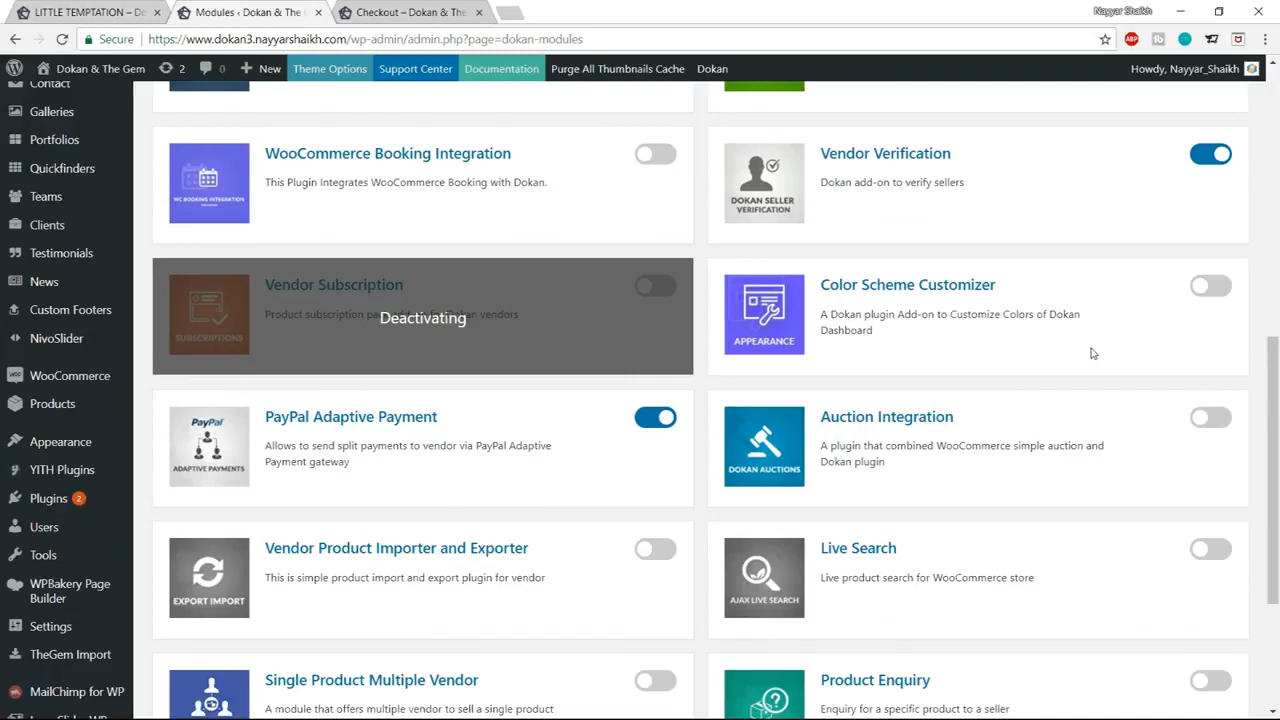 LITTLE TEMPTATION – Do
Modules ‹ Dokan & The
Checkout – Dokan & The
Nayyar Shaikh
Secure
https://www.dokan3.nayyarshaikh.com/wp-admin/admin.php?page=dokan-modules
ABP
Dokan & The Gem
2
0
New
Theme Options
Support Center
Documentation
Purge All Thumbnails Cache
Dokan
Howdy, Nayyar_Shaikh
Contact
Galleries
Portfolios
Quickfinders
Teams
Clients
Testimonials
News
Custom Footers
NivoSlider
WooCommerce
Products
Appearance
YITH Plugins
Plugins 2
Users
Tools
WPBakery Page
Builder
Settings
TheGem Import
MailChimp for WP
WC BOOKING INTEGRATION
WooCommerce Booking Integration
This Plugin Integrates WooCommerce Booking with Dokan.
DOKAN SELLER
VERIFICATION
Vendor Verification
Dokan add-on to verify sellers
SUBSCRIPTIONS
Vendor Subscription
Deactivating
APPEARANCE
Color Scheme Customizer
A Dokan plugin Add-on to Customize Colors of Dokan
Dashboard
PayPal
ADAPTIVE PAYMENTS
PayPal Adaptive Payment
Allows to send split payments to vendor via PayPal Adaptive
Payment gateway
DOKAN AUCTIONS
Auction Integration
A plugin that combined WooCommerce simple auction and
Dokan plugin
EXPORT IMPORT
Vendor Product Importer and Exporter
This is simple product import and export plugin for vendor
AJAX LIVE SEARCH
Live Search
Live product search for WooCommerce store
Single Product Multiple Vendor
A module that offers multiple vendor to sell a single product
Product Enquiry
Enquiry for a specific product to a seller